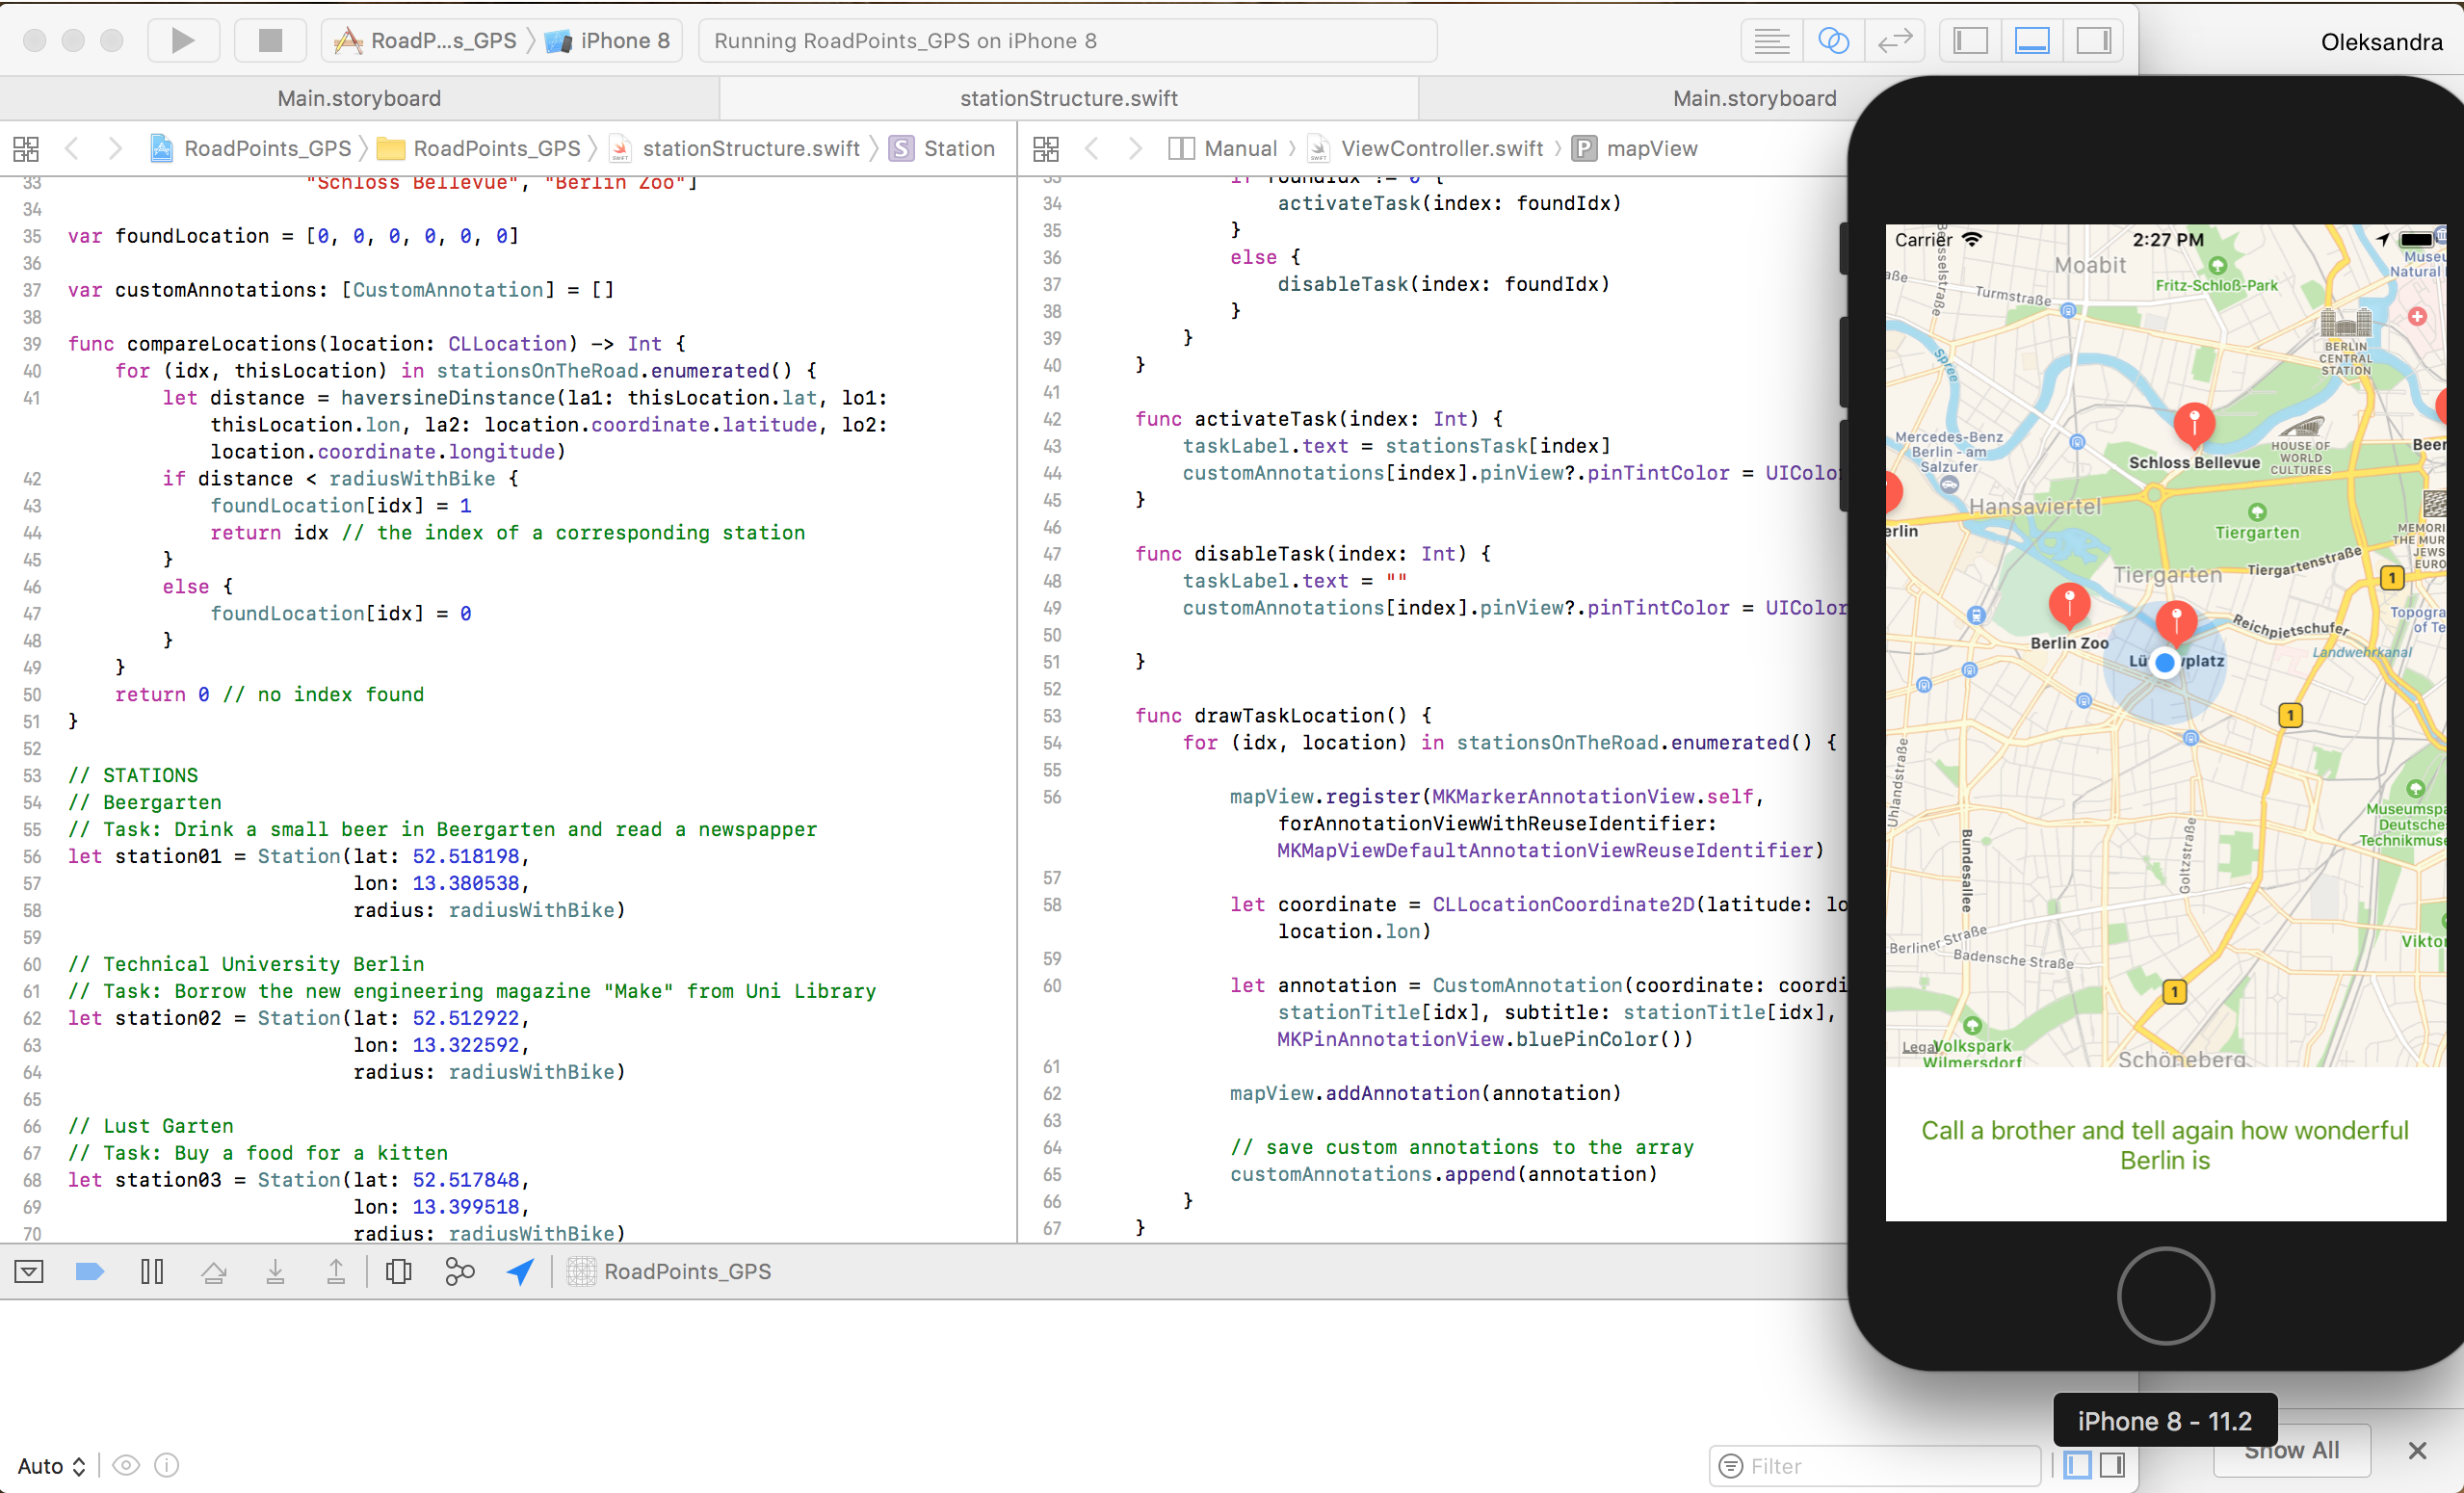 RoadP...s_GPS
iPhone 8
Running RoadPoints_GPS on iPhone 8
Oleksandra
Main.storyboard
stationStructure.swift
Main.storyboard
RoadPoints_GPS
RoadPoints_GPS
stationStructure.swift
S
Station
33 "Schloss Bellevue", "Berlin Zoo"]
34
35 var foundLocation = [0, 0, 0, 0, 0, 0]
36
37 var customAnnotations: [CustomAnnotation] = []
38
39 func compareLocations(location: CLLocation) -> Int {
40 for (idx, thisLocation) in stationsOnTheRoad.enumerated() {
41 let distance = haversineDinstance(la1: thisLocation.lat, lo1:
thisLocation.lon, la2: location.coordinate.latitude, lo2:
location.coordinate.longitude)
42 if distance < radiusWithBike {
43 foundLocation[idx] = 1
44 return idx // the index of a corresponding station
45 }
46 else {
47 foundLocation[idx] = 0
48 }
49 }
50 return 0 // no index found
51 }
52
53 // STATIONS
54 // Beergarten
55 // Task: Drink a small beer in Beergarten and read a newspapper
56 let station01 = Station(lat: 52.518198,
57 lon: 13.380538,
58 radius: radiusWithBike)
59
60 // Technical University Berlin
61 // Task: Borrow the new engineering magazine "Make" from Uni Library
62 let station02 = Station(lat: 52.512922,
63 lon: 13.322592,
64 radius: radiusWithBike)
65
66 // Lust Garten
67 // Task: Buy a food for a kitten
68 let station03 = Station(lat: 52.517848,
69 lon: 13.399518,
70 radius: radiusWithBike)
Manual
ViewController.swift
P
mapView
33 if foundIdx != 0 {
34 activateTask(index: foundIdx)
35 }
36 else {
37 disableTask(index: foundIdx)
38 }
39 }
40 }
41
42 func activateTask(index: Int) {
43 taskLabel.text = stationsTask[index]
44 customAnnotations[index].pinView?.pinTintColor = UIColor
45 }
46
47 func disableTask(index: Int) {
48 taskLabel.text = ""
49 customAnnotations[index].pinView?.pinTintColor = UIColor
50
51 }
52
53 func drawTaskLocation() {
54 for (idx, location) in stationsOnTheRoad.enumerated() {
55
56 mapView.register(MKMarkerAnnotationView.self,
forAnnotationViewWithReuseIdentifier:
MKMapViewDefaultAnnotationViewReuseIdentifier)
57
58 let coordinate = CLLocationCoordinate2D(latitude: lo
location.lon)
59
60 let annotation = CustomAnnotation(coordinate: coordi
stationTitle[idx], subtitle: stationTitle[idx],
MKPinAnnotationView.bluePinColor())
61
62 mapView.addAnnotation(annotation)
63
64 // save custom annotations to the array
65 customAnnotations.append(annotation)
66 }
67 }
Carrier
2:27 PM
Moabit
Museu
Natural
Fritz-Schloß-Park
Turmstraße
BERLIN
CENTRAL
STATION
Spree
Mercedes-Benz
Berlin - am
Salzufer
Schloss Bellevue
HOUSE OF
WORLD
CULTURES
Beer
Hansaviertel
erlin
Tiergarten
MEMORI
THE MUR
JEWS
EURO
Tiergarten
Tiergartenstraße
1
Topogra
of Te
Berlin Zoo
Reichpietschufer
Landwehrkanal
1
Uhlandstraße
Bundesallee
Goltzstraße
Museumspa
Deutsche
Technikmuse
Berliner Straße
Badensche Straße
Vikto
1
Legal
Volkspark
Wilmersdorf
Schöneberg
Call a brother and tell again how wonderful
Berlin is
RoadPoints_GPS
iPhone 8 - 11.2
Show All
Auto
Filter